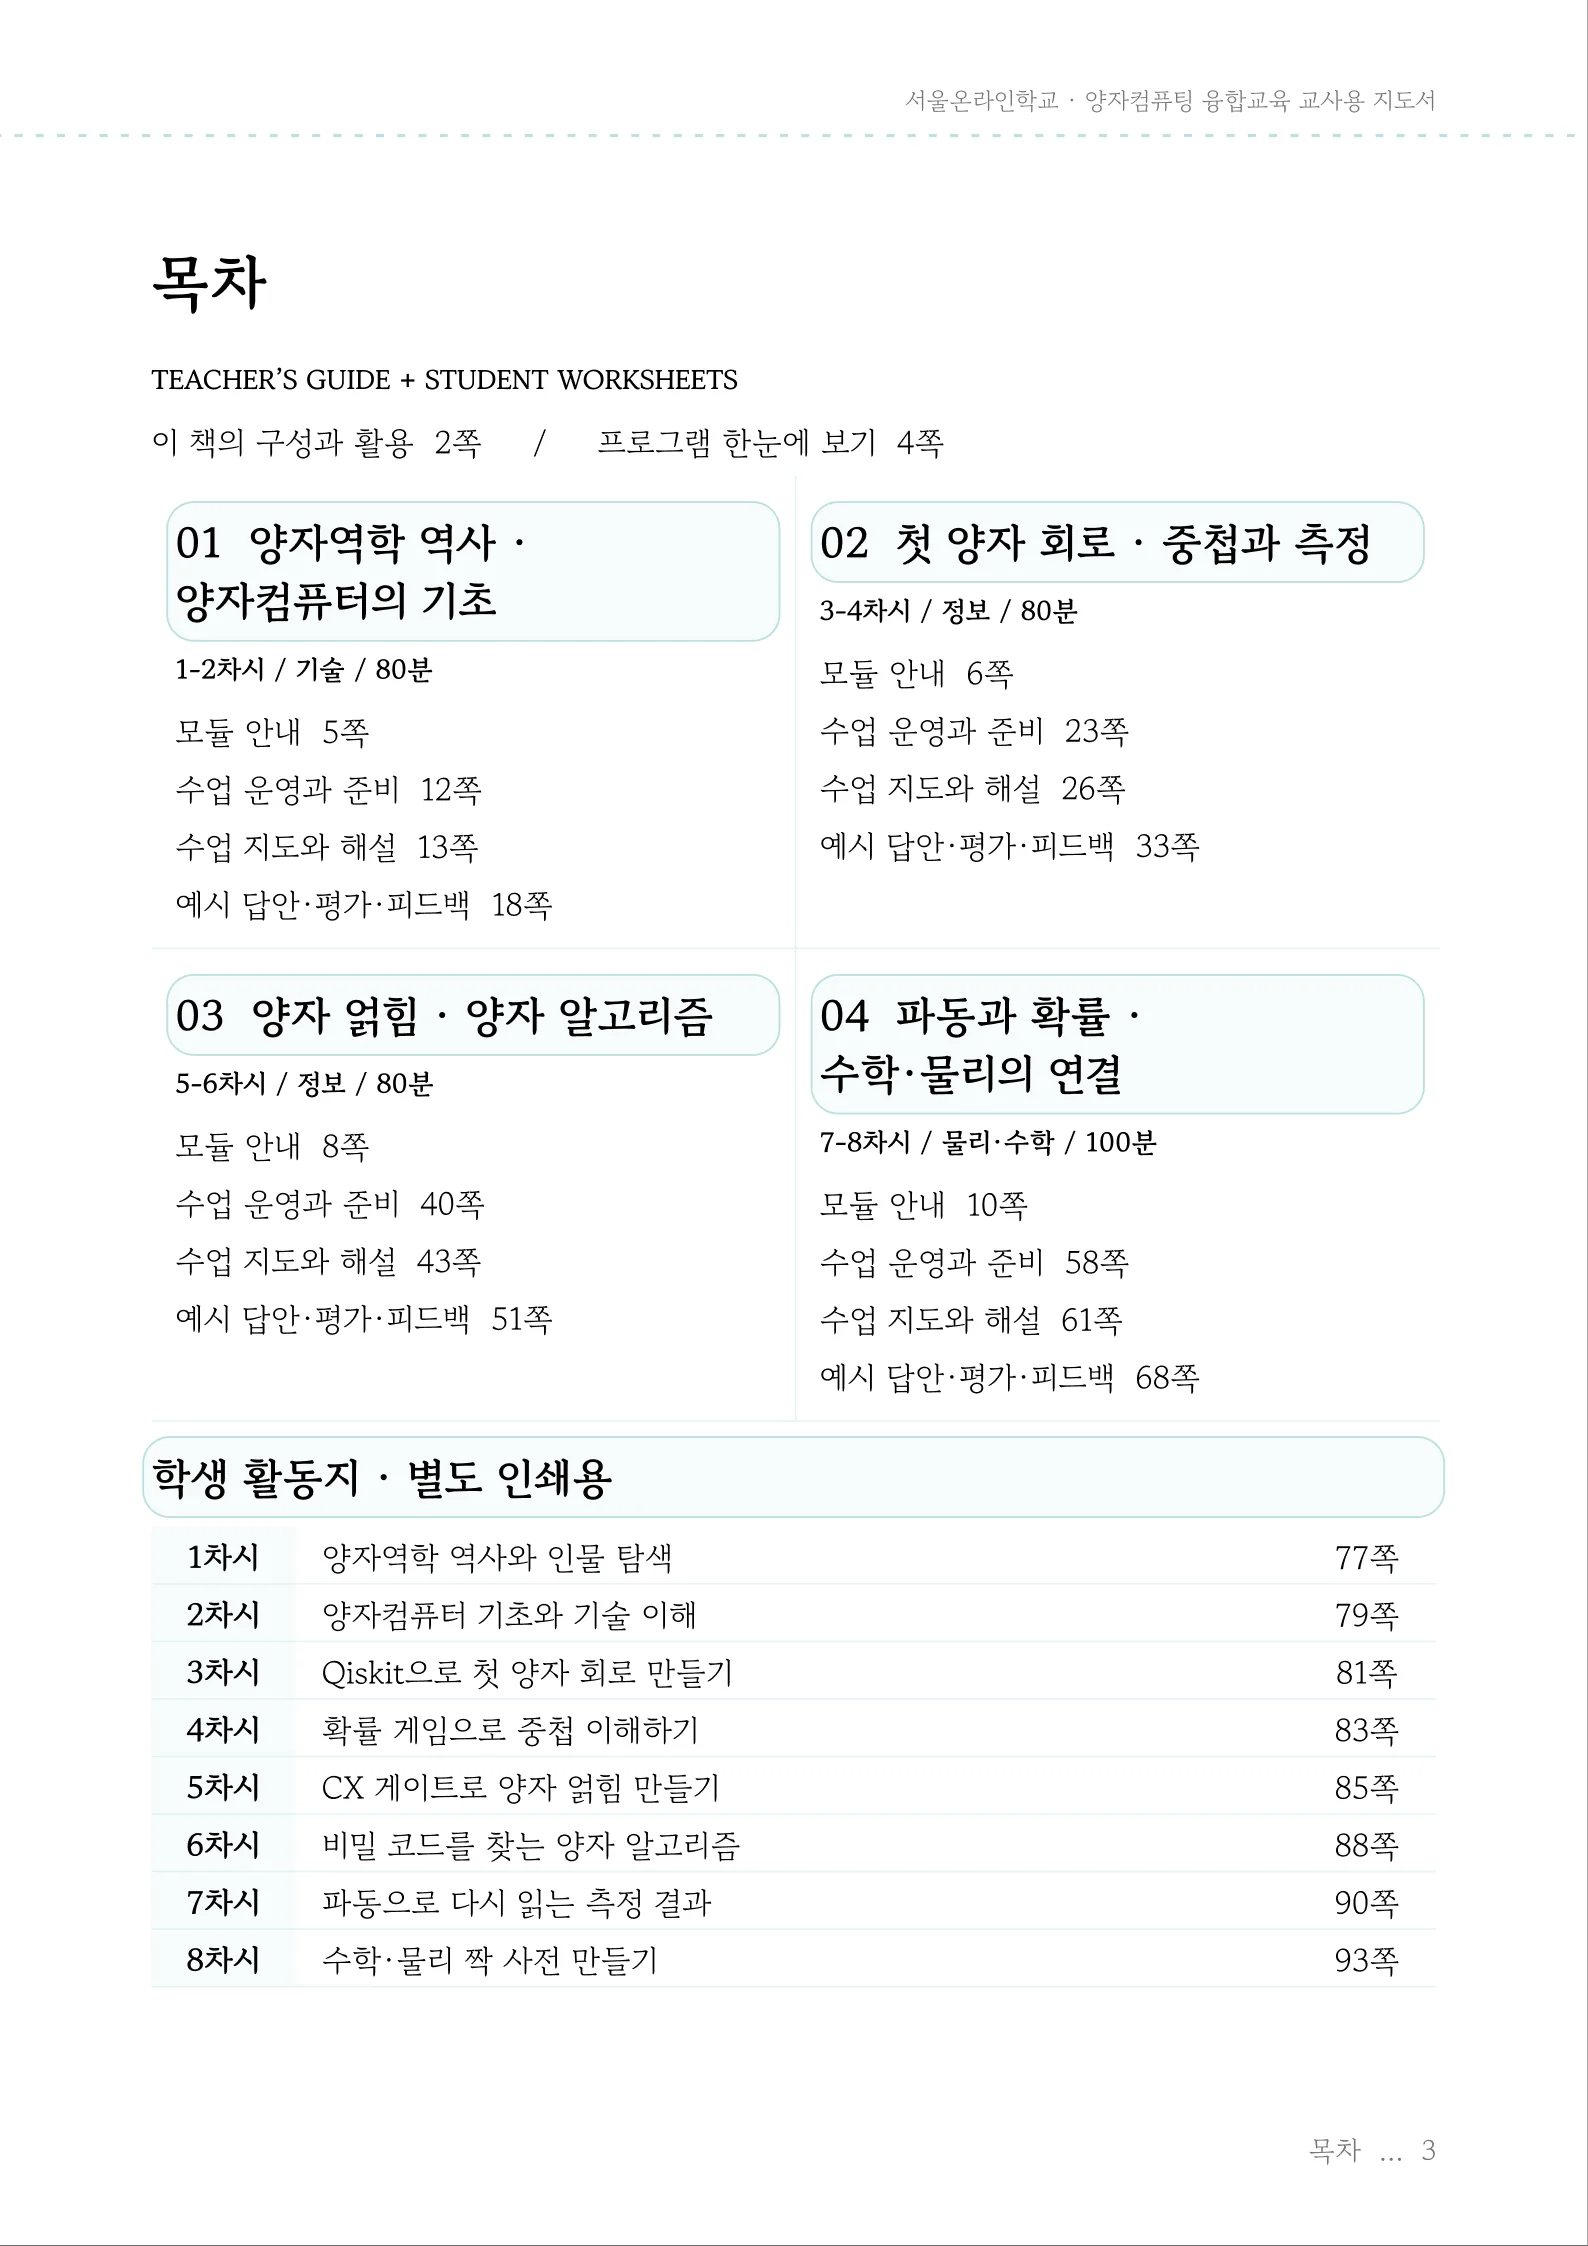 서울온라인학교 · 양자컴퓨팅 융합교육 교사용 지도서
목차
TEACHER’S GUIDE + STUDENT WORKSHEETS
이 책의 구성과 활용 2쪽 / 프로그램 한눈에 보기 4쪽
01 양자역학 역사 ·
양자컴퓨터의 기초
1-2차시 / 기술 / 80분
모듈 안내 5쪽
수업 운영과 준비 12쪽
수업 지도와 해설 13쪽
예시 답안·평가·피드백 18쪽
02 첫 양자 회로 · 중첩과 측정
3-4차시 / 정보 / 80분
모듈 안내 6쪽
수업 운영과 준비 23쪽
수업 지도와 해설 26쪽
예시 답안·평가·피드백 33쪽
03 양자 얽힘 · 양자 알고리즘
5-6차시 / 정보 / 80분
모듈 안내 8쪽
수업 운영과 준비 40쪽
수업 지도와 해설 43쪽
예시 답안·평가·피드백 51쪽
04 파동과 확률 ·
수학·물리의 연결
7-8차시 / 물리·수학 / 100분
모듈 안내 10쪽
수업 운영과 준비 58쪽
수업 지도와 해설 61쪽
예시 답안·평가·피드백 68쪽
학생 활동지 · 별도 인쇄용
1차시 양자역학 역사와 인물 탐색 77쪽
2차시 양자컴퓨터 기초와 기술 이해 79쪽
3차시 Qiskit으로 첫 양자 회로 만들기 81쪽
4차시 확률 게임으로 중첩 이해하기 83쪽
5차시 CX 게이트로 양자 얽힘 만들기 85쪽
6차시 비밀 코드를 찾는 양자 알고리즘 88쪽
7차시 파동으로 다시 읽는 측정 결과 90쪽
8차시 수학·물리 짝 사전 만들기 93쪽
목차 ... 3